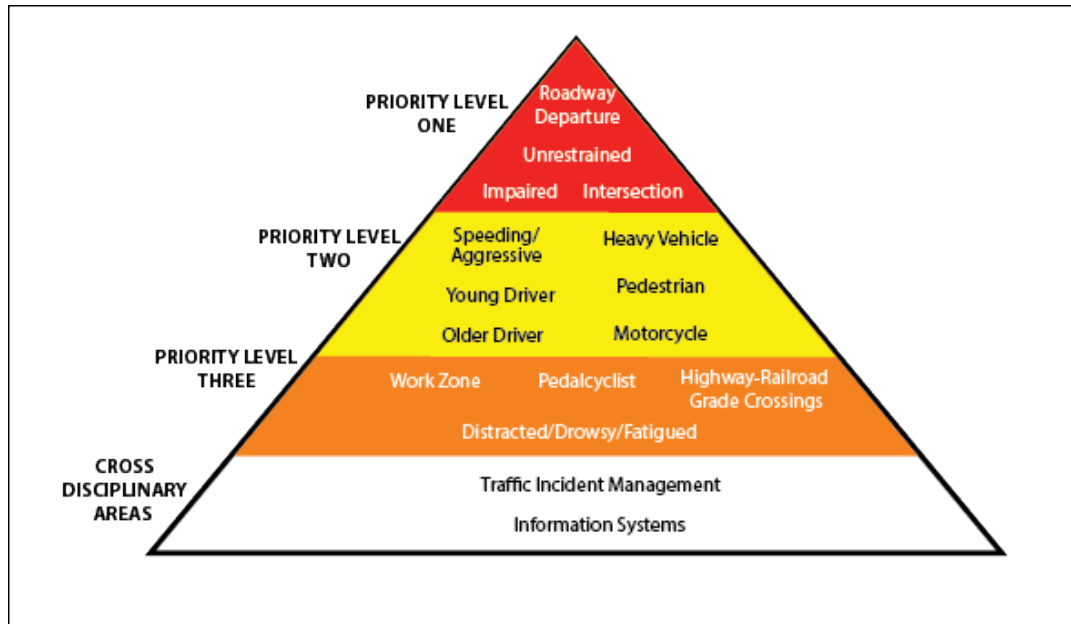 PRIORITY LEVEL
ONE
Roadway
Departure
Unrestrained
Impaired Intersection
PRIORITY LEVEL
TWO
Speeding/
Aggressive
Heavy Vehicle
Young Driver
Pedestrian
Older Driver
Motorcycle
PRIORITY LEVEL
THREE
Work Zone
Pedalcyclist
Highway-Railroad
Grade Crossings
Distracted/Drowsy/Fatigued
CROSS
DISCIPLINARY
AREAS
Traffic Incident Management
Information Systems